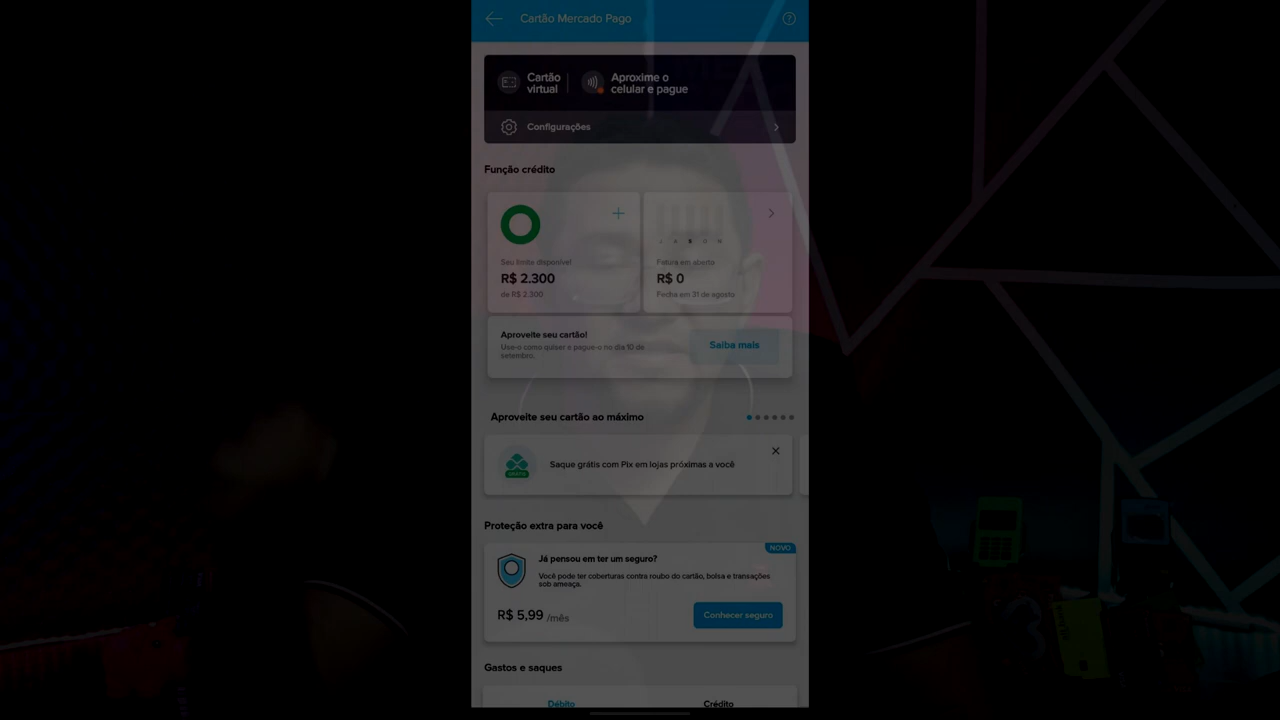 Cartão Mercado Pago
?
Cartão
virtual
Aproxime o
celular e pague
Configurações
Função crédito
J A S O N
Seu limite disponível
R$ 2.300
de R$ 2.300
Fatura em aberto
R$ 0
Fecha em 31 de agosto
Aproveite seu cartão!
Use-o como quiser e pague-o no dia 10 de
setembro.
Saiba mais
Aproveite seu cartão ao máximo
GRÁTIS
Saque grátis com Pix em lojas próximas a você
Proteção extra para você
NOVO
Já pensou em ter um seguro?
Você pode ter coberturas contra roubo do cartão, bolsa e transações
sob ameaça.
R$ 5,99 /mês
Conhecer seguro
Gastos e saques
Débito
Crédito